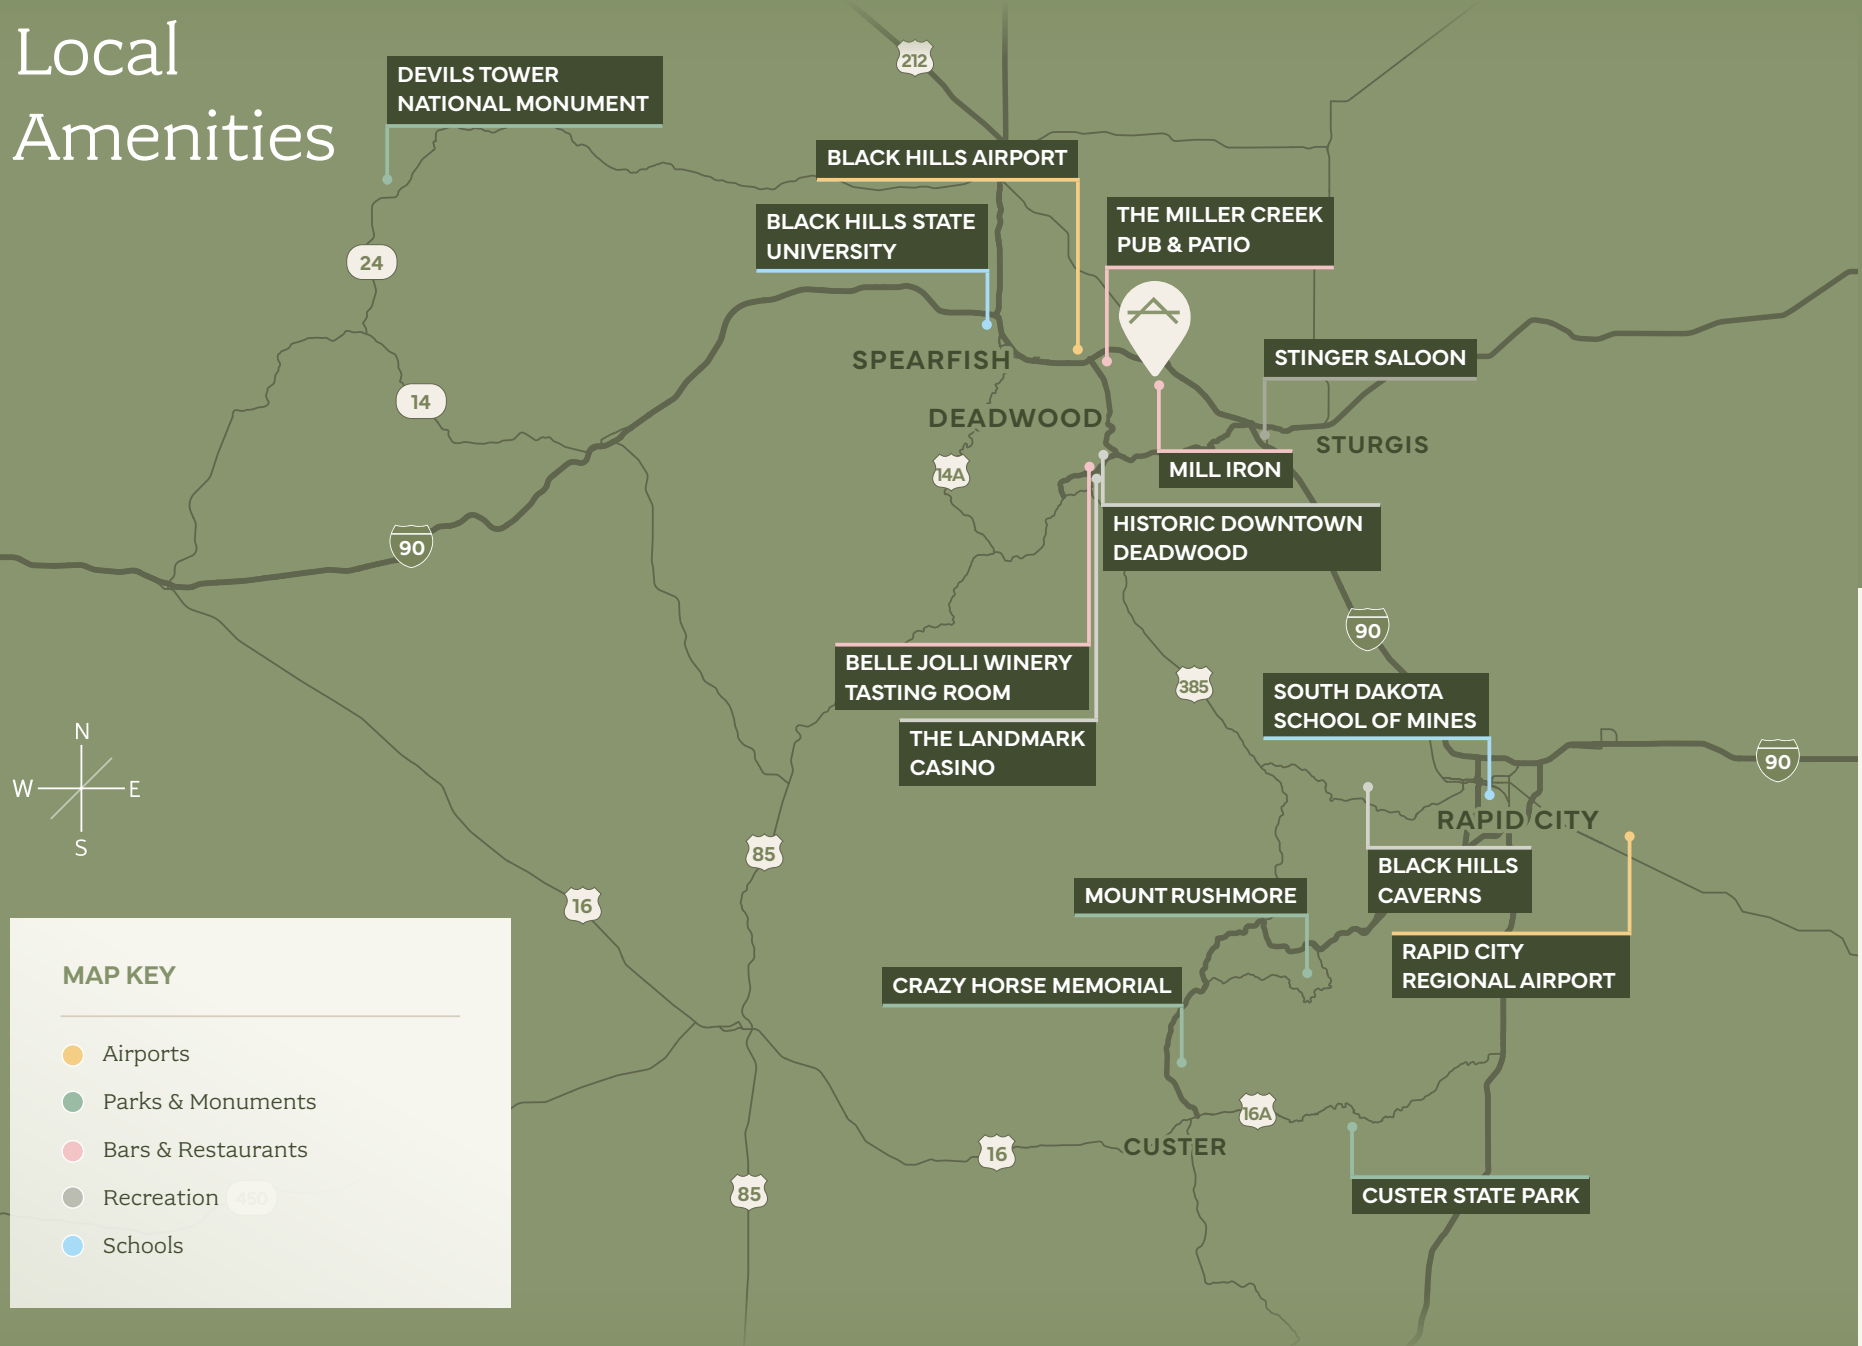 Local
Amenities
DEVILS TOWER
NATIONAL MONUMENT
212
BLACK HILLS AIRPORT
BLACK HILLS STATE
UNIVERSITY
THE MILLER CREEK
PUB & PATIO
24
SPEARFISH
STINGER SALOON
14
DEADWOOD
STURGIS
14A
MILL IRON
HISTORIC DOWNTOWN
DEADWOOD
90
90
BELLE JOLLI WINERY
TASTING ROOM
385
SOUTH DAKOTA
SCHOOL OF MINES
THE LANDMARK
CASINO
90
N
W
E
S
RAPID CITY
85
BLACK HILLS
CAVERNS
16
MOUNT RUSHMORE
RAPID CITY
REGIONAL AIRPORT
CRAZY HORSE MEMORIAL
16A
16
CUSTER
85
CUSTER STATE PARK
MAP KEY
Airports
Parks & Monuments
Bars & Restaurants
Recreation
450
Schools